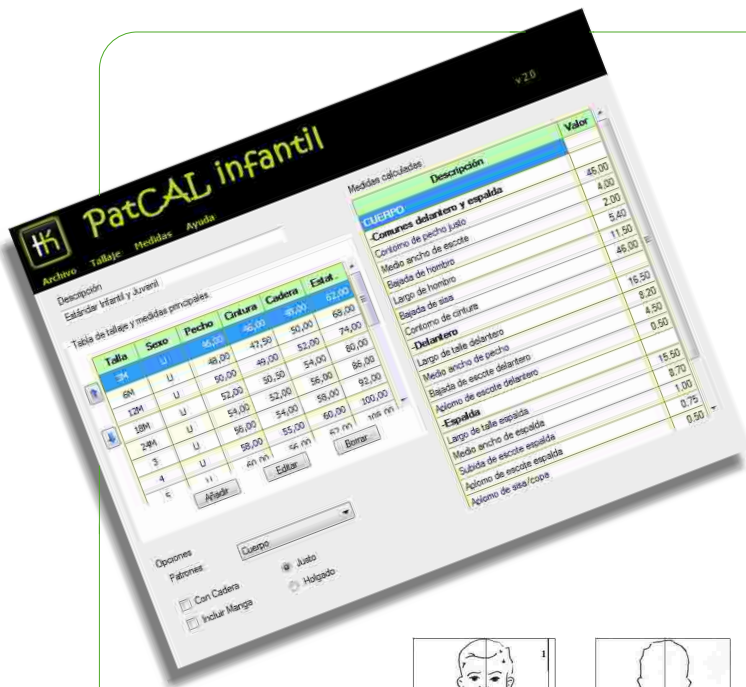 v 2.0
PatCAL infantil
Archivo Tallaje Medidas Ayuda
Descripción
Estándar Infantil y Juvenil
Tabla de tallaje y medidas principales
Talla Sexo Pecho Cintura Cadera Estat..
3M U 46,00 46,00 62,00
6M U 48,00 47,50 50,00 68,00
12M U 50,00 49,00 52,00 74,00
18M U 52,00 50,50 54,00 80,00
24M U 54,00 52,00 56,00 86,00
3 U 56,00 54,00 58,00 92,00
4 U 58,00 55,00 60,00 100,00
5 U 60,00 56,00
Añadir Editar Borrar
Opciones
Patrones Cuerpo
Con Cadera Justo
Incluir Manga Holgado
Medidas calculadas
Descripción Valor
CUERPO
-Comunes delantero y espalda
Contorno de pecho justo 45,00
Medio ancho de escote 4,00
Bajada de hombro 2,00
Largo de hombro 5,40
Bajada de sisa 11,50
Contorno de cintura 46,00
-Delantero
Largo de talle delantero 16,50
Medio ancho de pecho 8,20
Bajada de escote delantero 4,50
Aplomo de escote delantero 0,50
-Espalda
Largo de talle espalda 15,50
Medio ancho de espalda 8,70
Subida de escote espalda 1,00
Aplomo de escote espalda 0,75
Aplomo de sisa/copa 0,50
1